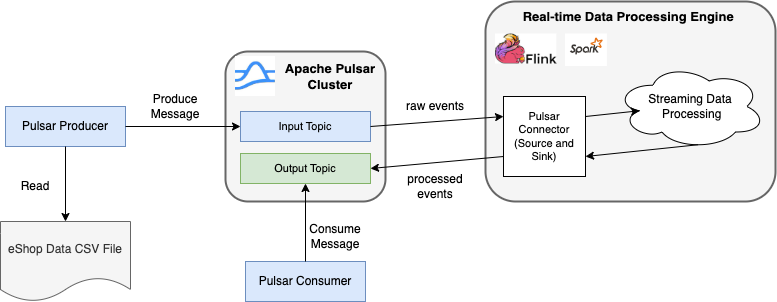 Real-time Data Processing Engine
Flink
Spark
Apache Pulsar
Cluster
Produce
Message
raw events
Streaming Data
Processing
Pulsar Producer
Input Topic
Pulsar
Connector
(Source and
Sink)
Output Topic
Read
processed
events
Consume
Message
eShop Data CSV File
Pulsar Consumer